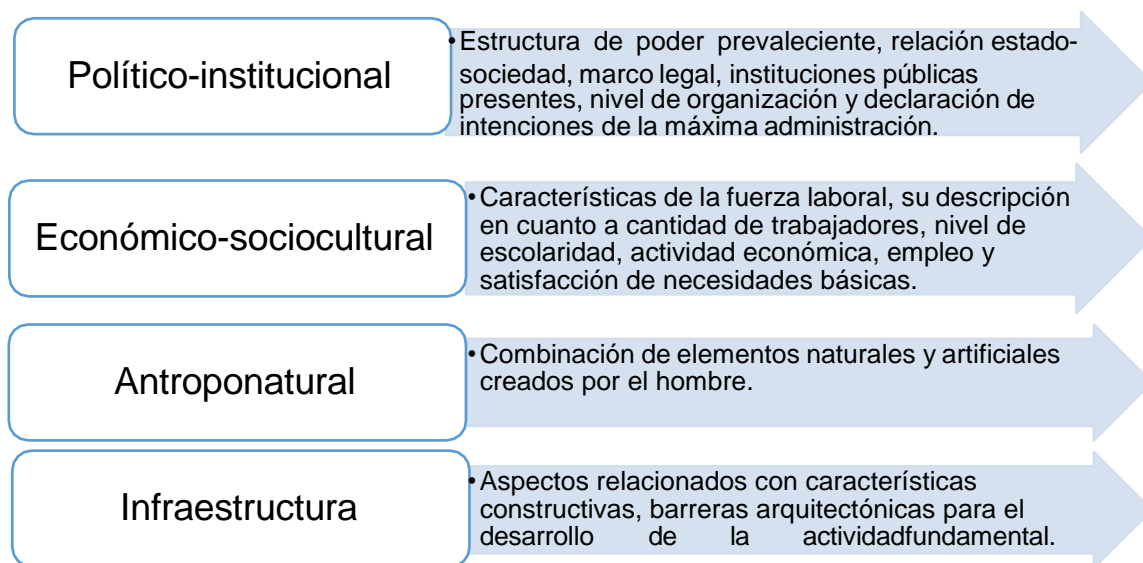 Político-institucional
•Estructura de poder prevaleciente, relación estado-
sociedad, marco legal, instituciones públicas
presentes, nivel de organización y declaración de
intenciones de la máxima administración.
Económico-sociocultural
•Características de la fuerza laboral, su descripción
en cuanto a cantidad de trabajadores, nivel de
escolaridad, actividad económica, empleo y
satisfacción de necesidades básicas.
Antroponatural
•Combinación de elementos naturales y artificiales
creados por el hombre.
Infraestructura
•Aspectos relacionados con características
constructivas, barreras arquitectónicas para el
desarrollo de la actividadfundamental.